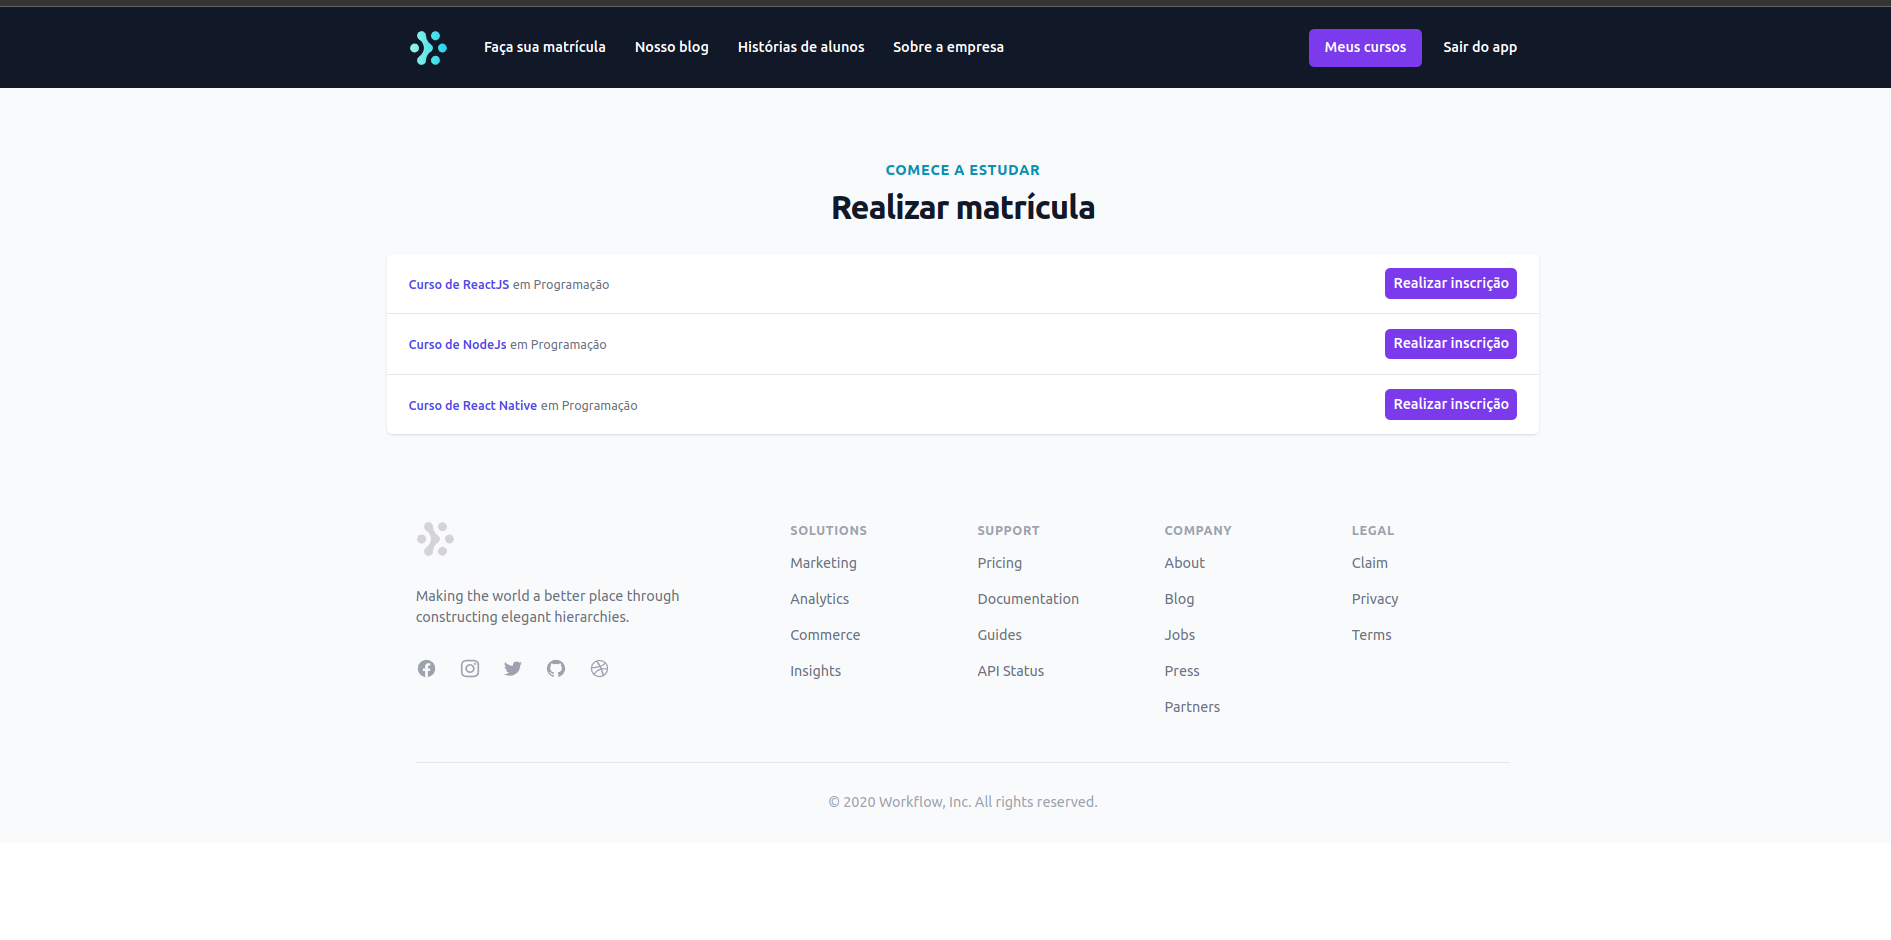 Faça sua matrícula Nosso blog Histórias de alunos Sobre a empresa Meus cursos Sair do app
COMECE A ESTUDAR
Realizar matrícula
Curso de ReactJS em Programação Realizar inscrição
Curso de NodeJs em Programação Realizar inscrição
Curso de React Native em Programação Realizar inscrição
Making the world a better place through
constructing elegant hierarchies.
SOLUTIONS
Marketing
Analytics
Commerce
Insights
SUPPORT
Pricing
Documentation
Guides
API Status
COMPANY
About
Blog
Jobs
Press
Partners
LEGAL
Claim
Privacy
Terms
© 2020 Workflow, Inc. All rights reserved.